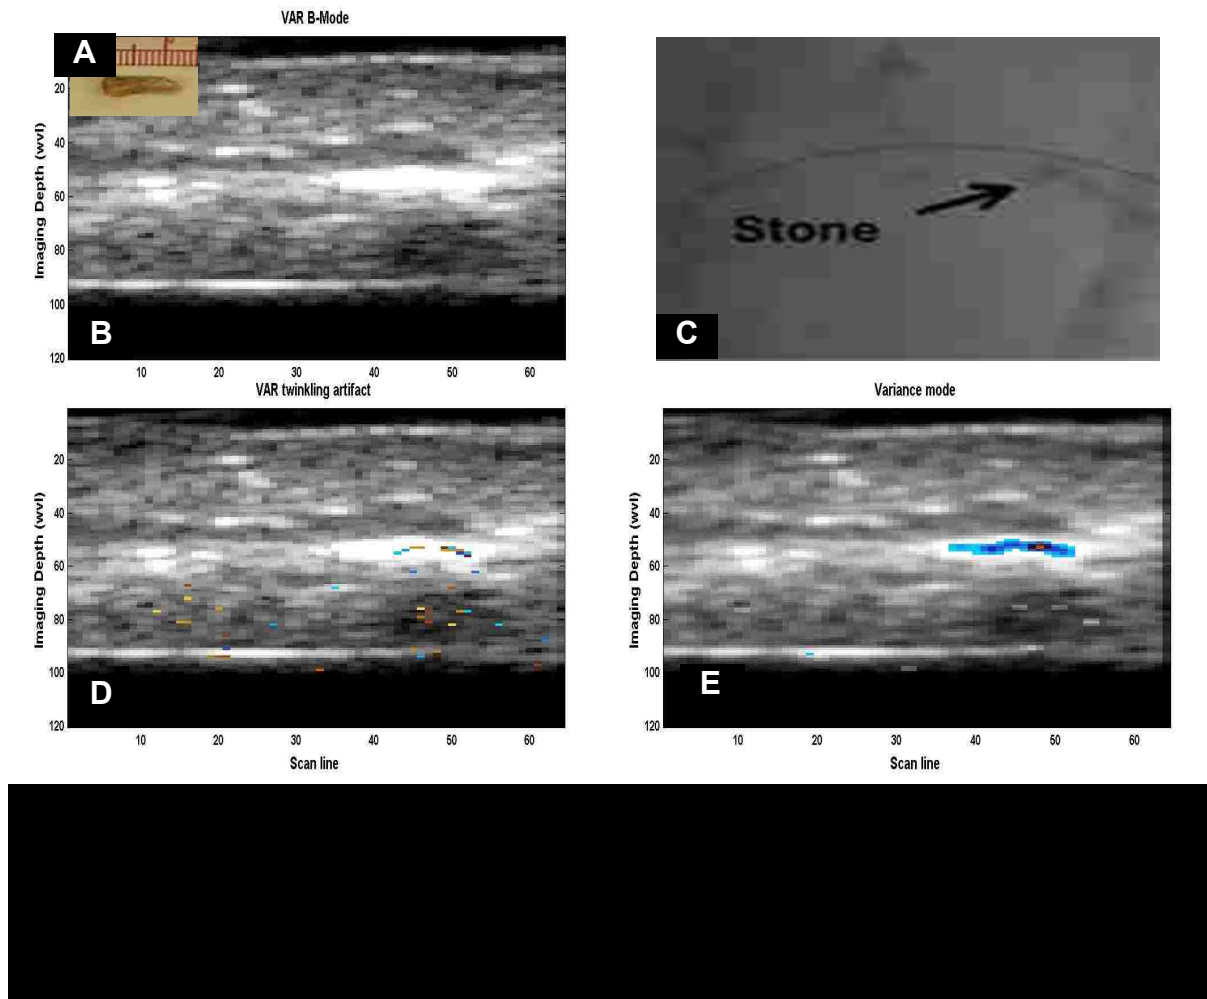 VAR B-Mode
A
Imaging Depth (wvl)
20
40
60
80
100
120
B
10 20 30 40 50 60
Stone
C
VAR twinkling artifact
Imaging Depth (wvl)
20
40
60
80
100
120
D
10 20 30 40 50 60
Scan line
Variance mode
Imaging Depth (wvl)
20
40
60
80
100
120
E
10 20 30 40 50 60
Scan line